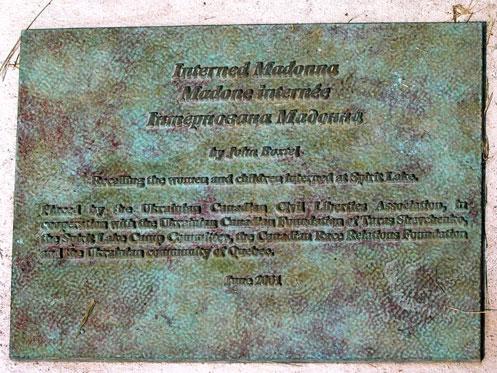 Interned Madonna
Madone internée
Інтернована Мадонна
by John Boxtel
Recalling the women and children interned at Spirit Lake.
Placed by the Ukrainian Canadian Civil Liberties Association, in
cooperation with the Ukrainian Canadian Foundation of Taras Shevchenko,
the Spirit Lake Camp Committee, the Canadian Race Relations Foundation
and the Ukrainian community of Quebec.
June 2001